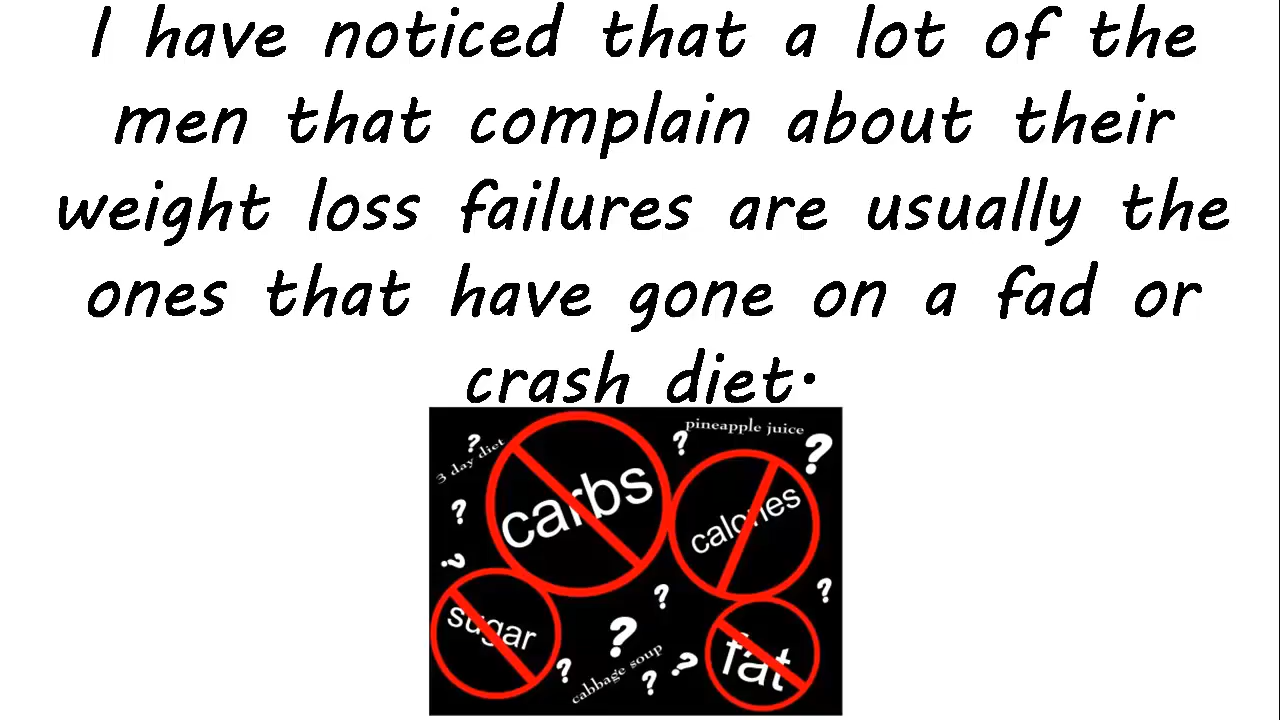 I have noticed that a lot of the
men that complain about their
weight loss failures are usually the
ones that have gone on a fad or
crash diet.
pineapple juice
?
?
?
3 day diet
carbs
calories
?
?
?
?
sugar
?
fat
cabbage soup
?
?
?